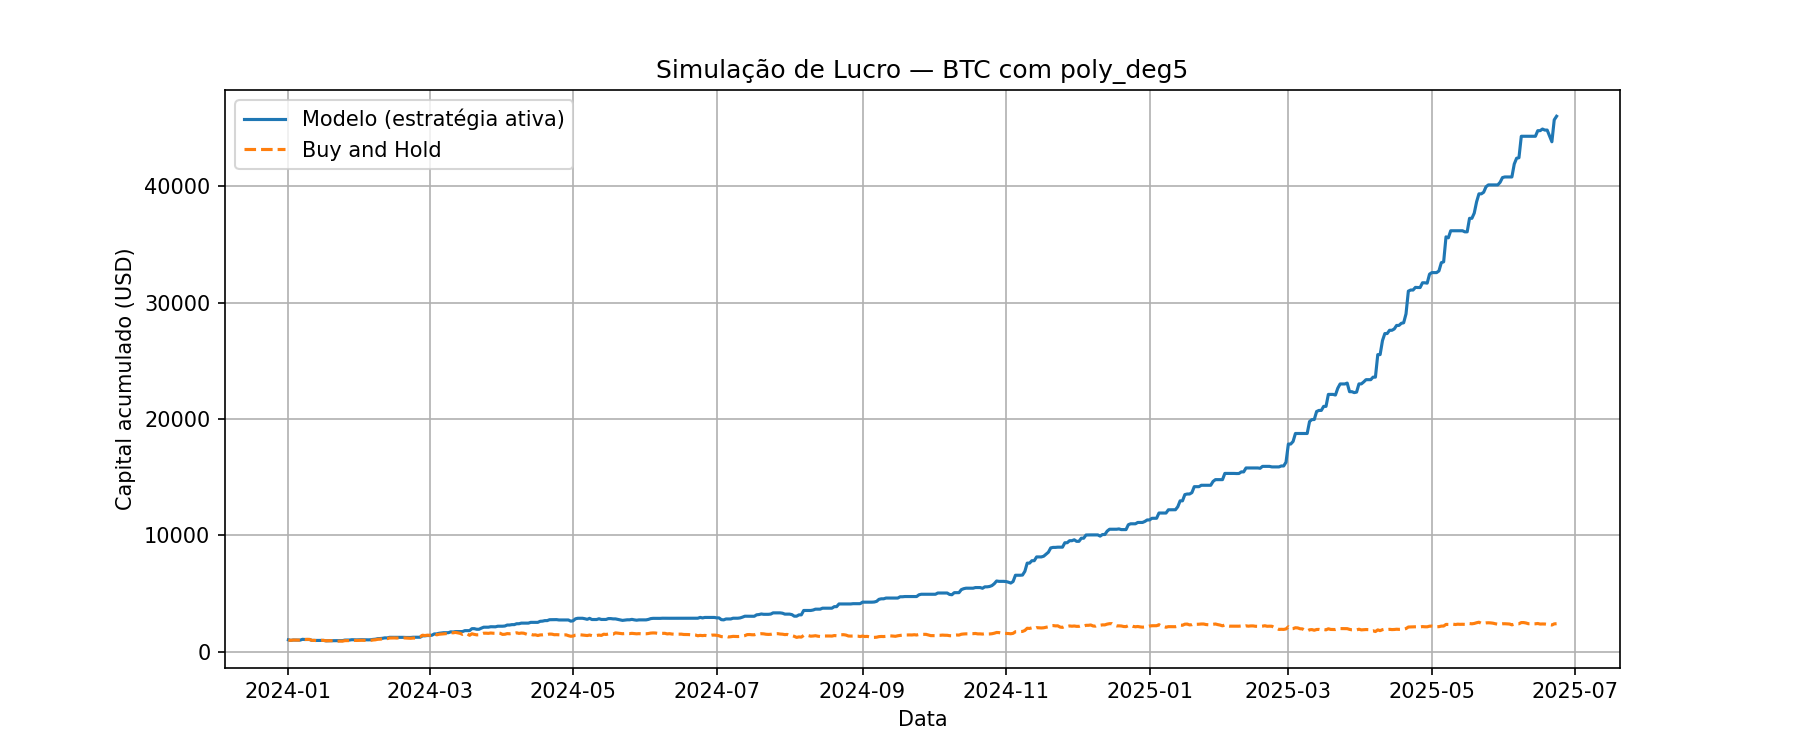 Simulação de Lucro — BTC com poly_deg5
Modelo (estratégia ativa)
Buy and Hold
Capital acumulado (USD)
40000
30000
20000
10000
0
2024-01 2024-03 2024-05 2024-07 2024-09 2024-11 2025-01 2025-03 2025-05 2025-07
Data